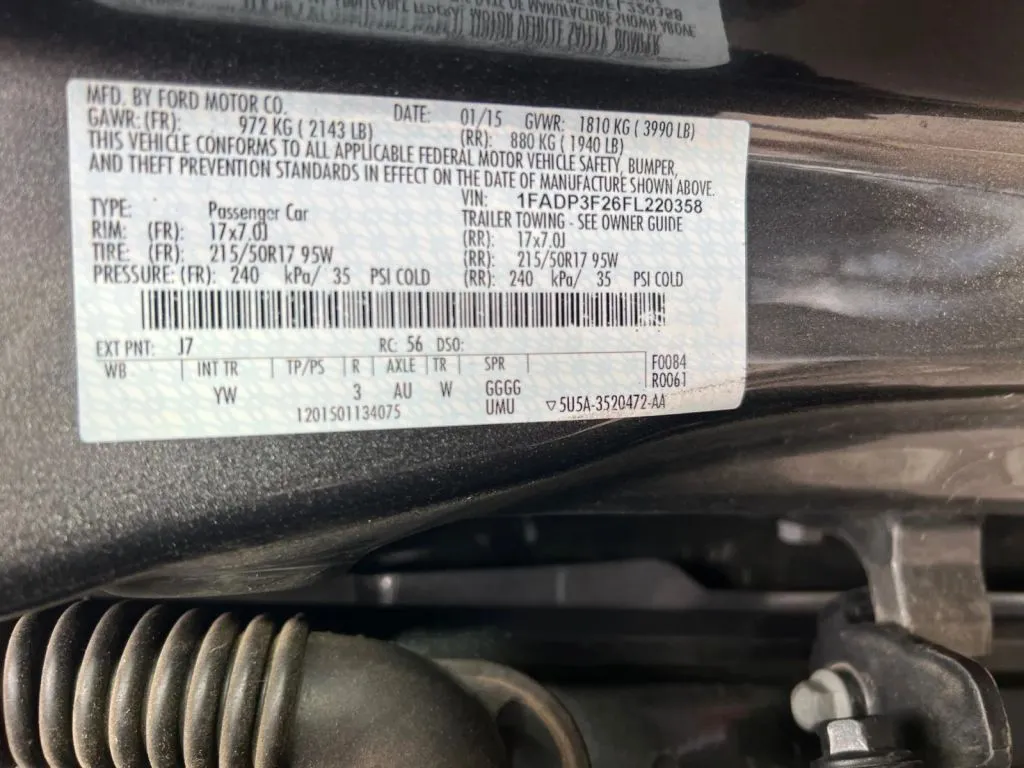 MFD. BY FORD MOTOR CO. DATE: 01/15 GVWR: 1810 KG ( 3990 LB)
GAWR: (FR): 972 KG ( 2143 LB) (RR): 880 KG ( 1940 LB)
THIS VEHICLE CONFORMS TO ALL APPLICABLE FEDERAL MOTOR VEHICLE SAFETY, BUMPER,
AND THEFT PREVENTION STANDARDS IN EFFECT ON THE DATE OF MANUFACTURE SHOWN ABOVE.
VIN: 1FADP3F26FL220358
TYPE: Passenger Car TRAILER TOWING - SEE OWNER GUIDE
RIM: (FR): 17x7.0J (RR): 17x7.0J
TIRE: (FR): 215/50R17 95W (RR): 215/50R17 95W
PRESSURE: (FR): 240 kPa/ 35 PSI COLD (RR): 240 kPa/ 35 PSI COLD
EXT PNT: J7 RC: 56 DSO:
WB INT TR TP/PS R AXLE TR SPR F0084
YW 3 AU W GGGG R0061
1201501134075 UMU ▽5U5A-3520472-AA